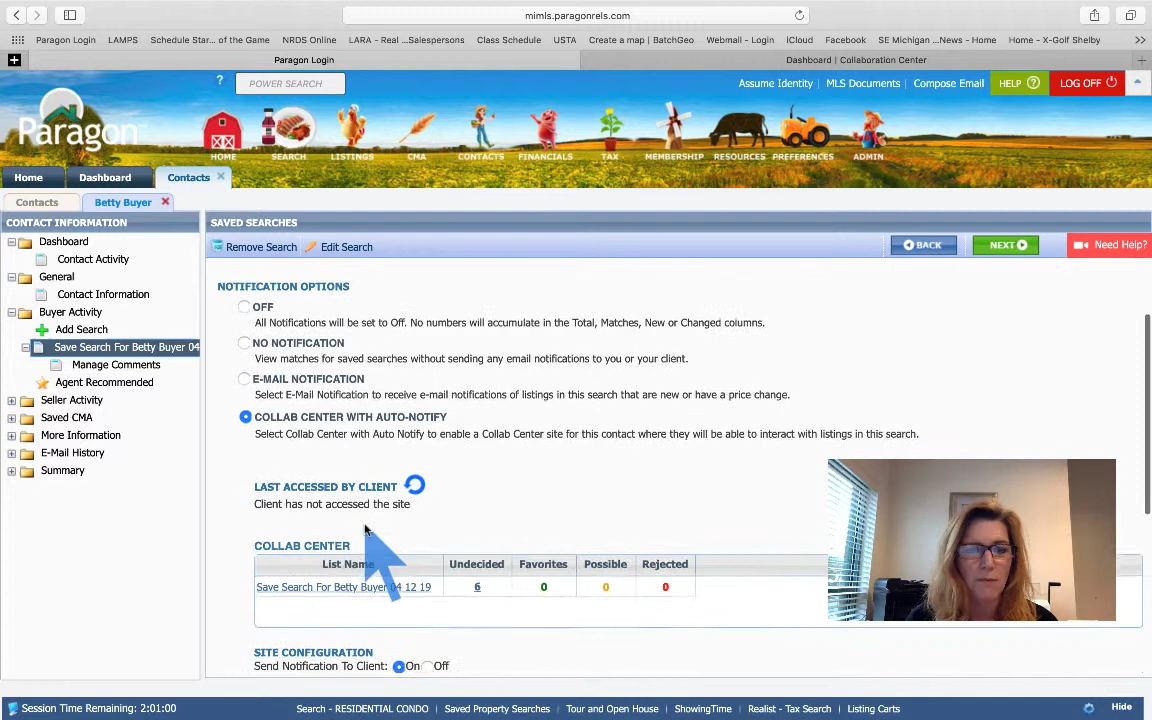 mimls.paragonrels.com
Paragon Login LAMPS Schedule Star... of the Game NRDS Online LARA - Real ...Salespersons Class Schedule USTA Create a map | BatchGeo Webmail - Login iCloud Facebook SE Michigan ...News - Home Home - X-Golf Shelby
Paragon Login Dashboard | Collaboration Center
? POWER SEARCH Assume Identity MLS Documents Compose Email HELP ? LOG OFF
Paragon
HOME SEARCH LISTINGS CMA CONTACTS FINANCIALS TAX MEMBERSHIP RESOURCES PREFERENCES ADMIN
Home Dashboard Contacts
Contacts Betty Buyer
CONTACT INFORMATION
Dashboard
Contact Activity
General
Contact Information
Buyer Activity
Add Search
Save Search For Betty Buyer 04
Manage Comments
Agent Recommended
Seller Activity
Saved CMA
More Information
E-Mail History
Summary
SAVED SEARCHES
Remove Search Edit Search BACK NEXT Need Help?
NOTIFICATION OPTIONS
OFF
All Notifications will be set to Off. No numbers will accumulate in the Total, Matches, New or Changed columns.
NO NOTIFICATION
View matches for saved searches without sending any email notifications to you or your client.
E-MAIL NOTIFICATION
Select E-Mail Notification to receive e-mail notifications of listings in this search that are new or have a price change.
COLLAB CENTER WITH AUTO-NOTIFY
Select Collab Center with Auto Notify to enable a Collab Center site for this contact where they will be able to interact with listings in this search.
LAST ACCESSED BY CLIENT
Client has not accessed the site
COLLAB CENTER
List Name Undecided Favorites Possible Rejected
Save Search For Betty Buyer 04 12 19 6 0 0 0
SITE CONFIGURATION
Send Notification To Client: On Off
Session Time Remaining: 2:01:00 Search - RESIDENTIAL CONDO Saved Property Searches Tour and Open House ShowingTime Realist - Tax Search Listing Carts Hide